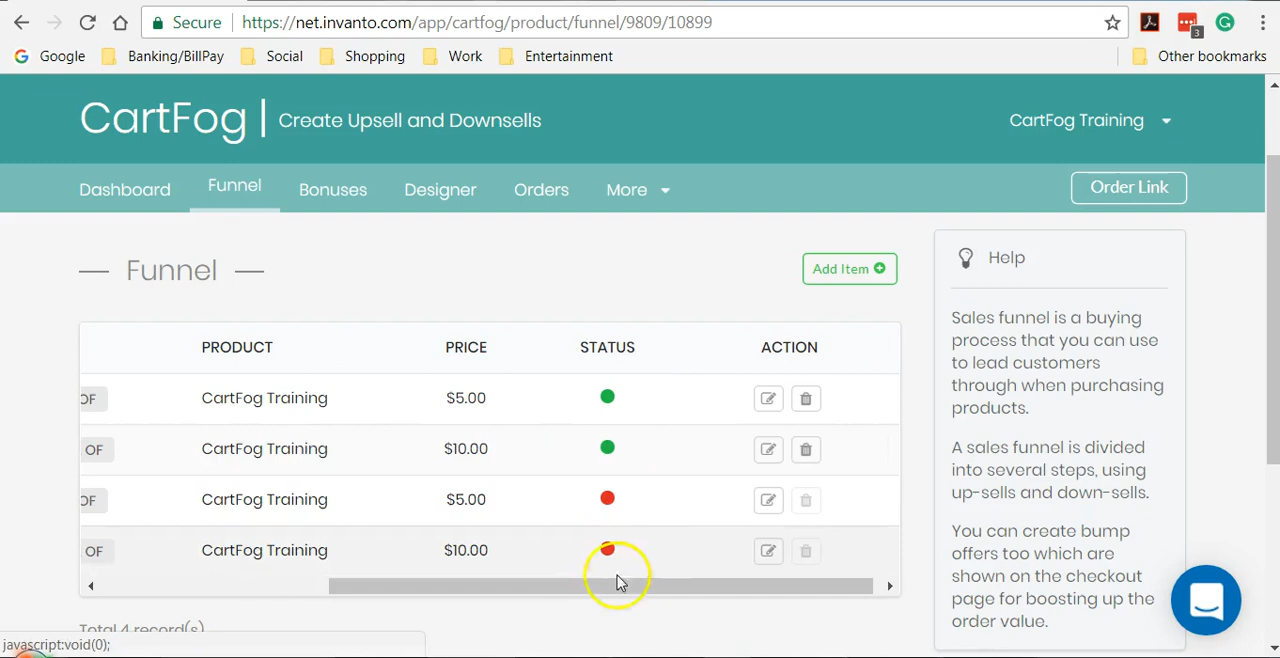 Secure https://net.invanto.com/app/cartfog/product/funnel/9809/10899
3
Google Banking/BillPay Social Shopping Work Entertainment Other bookmarks
CartFog | Create Upsell and Downsells CartFog Training
Dashboard Funnel Bonuses Designer Orders More Order Link
Funnel
Add Item
PRODUCT PRICE STATUS ACTION
OF CartFog Training $5.00
OF CartFog Training $10.00
OF CartFog Training $5.00
OF CartFog Training $10.00
Total 4 record(s)
Help
Sales funnel is a buying
process that you can use
to lead customers
through when purchasing
products.
A sales funnel is divided
into several steps, using
up-sells and down-sells.
You can create bump
offers too which are
shown on the checkout
page for boosting up the
order value.
javascript:void(0);